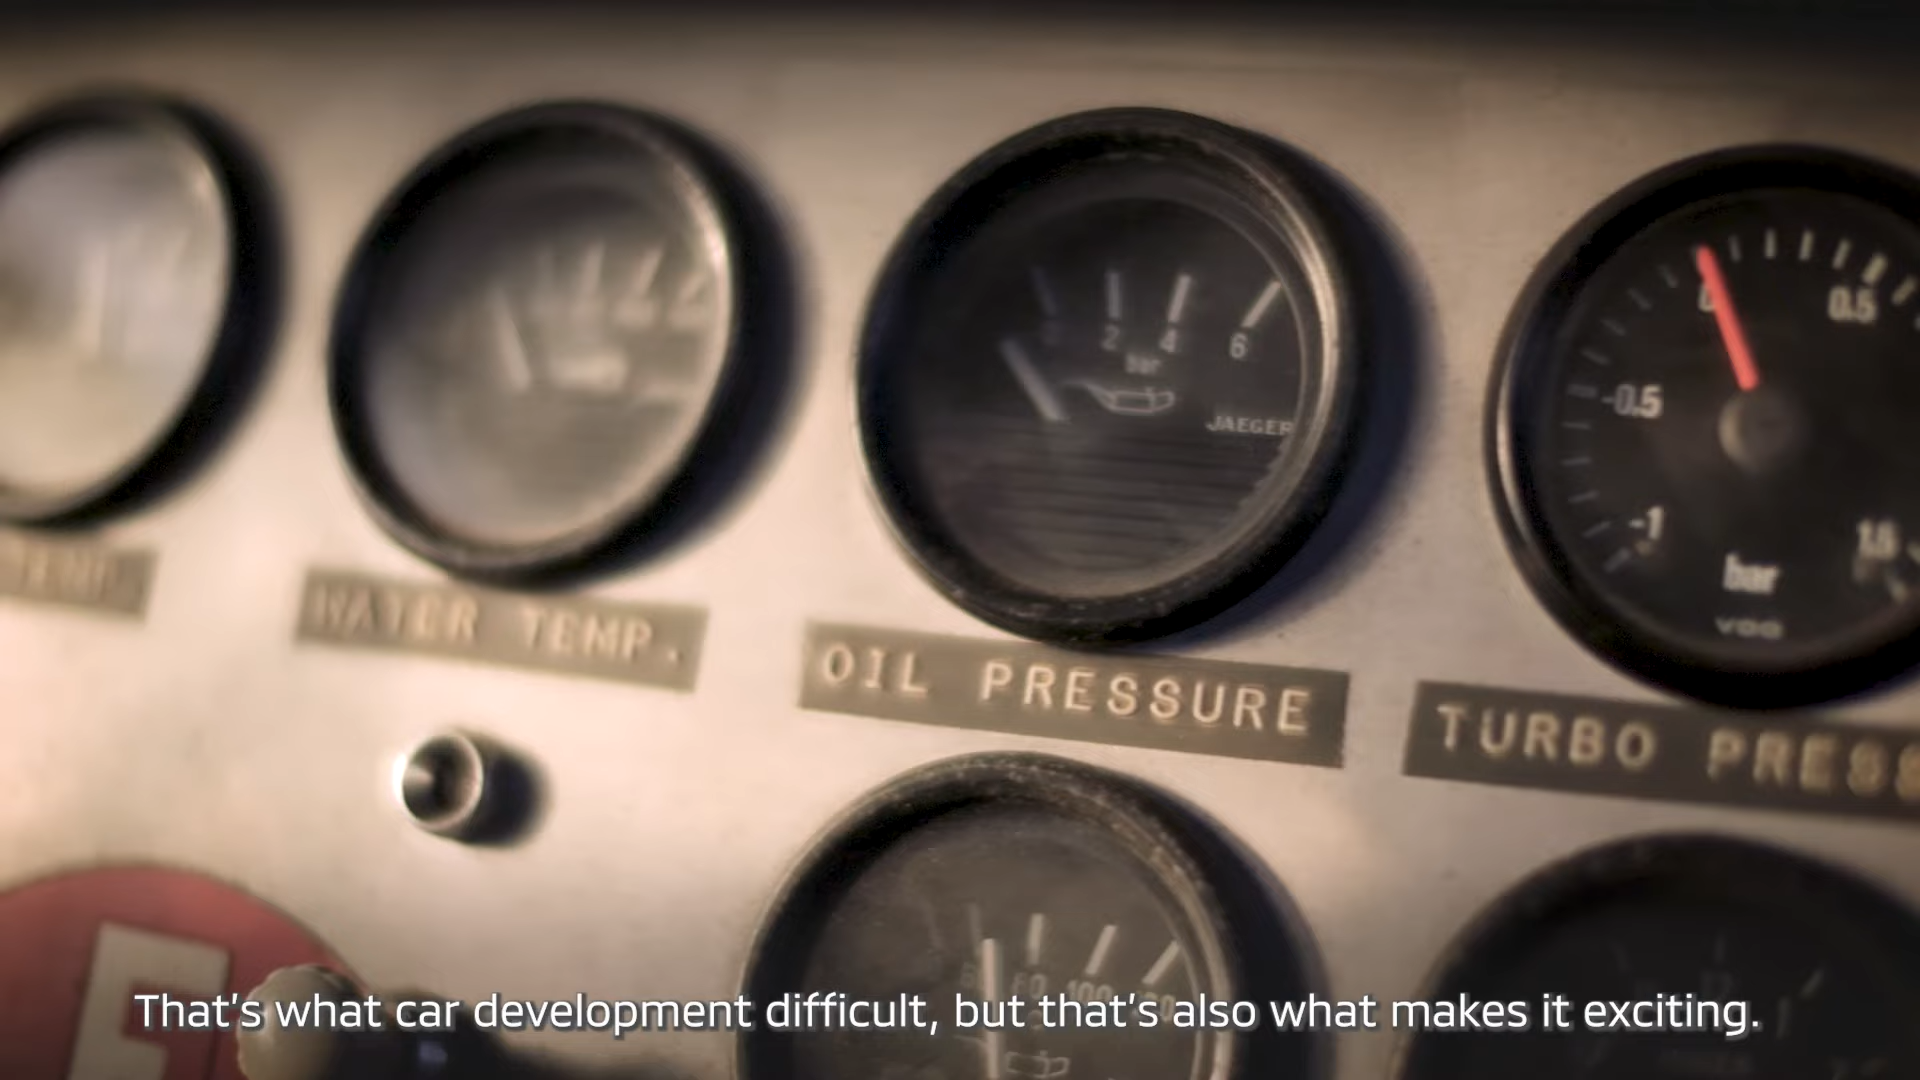 2 4 6
bar
JAEGER
0 0.5
-0.5
-1
1.5
bar
VDO
TEMP.
WATER TEMP.
OIL PRESSURE
TURBO PRESS
That's what car development difficult, but that's also what makes it exciting.